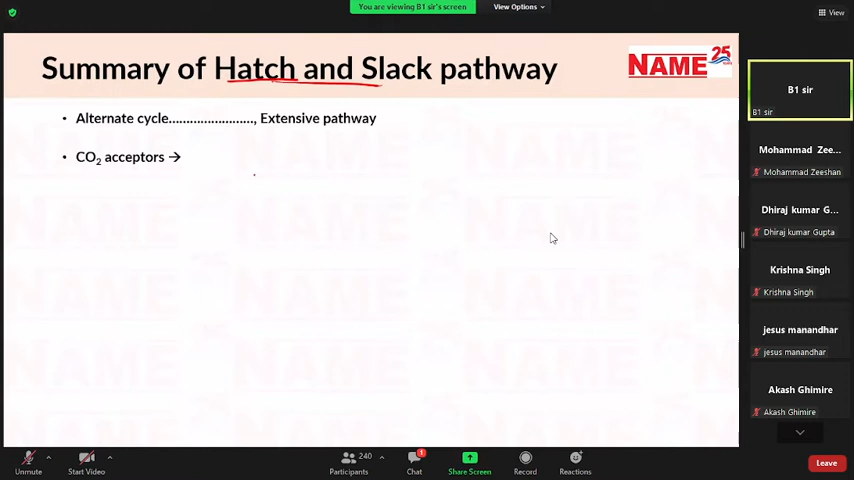 You are viewing B1 sir's screen
View Options
View
Summary of Hatch and Slack pathway
NAME 25
Alternate cycle........................, Extensive pathway
CO₂ acceptors →
B1 sir
B1 sir
Mohammad Zee...
Mohammad Zeeshan
Dhiraj kumar G...
Dhiraj kumar Gupta
Krishna Singh
Krishna Singh
jesus manandhar
jesus manandhar
Akash Ghimire
Akash Ghimire
Unmute
Start Video
240
Participants
1
Chat
Share Screen
Record
Reactions
Leave